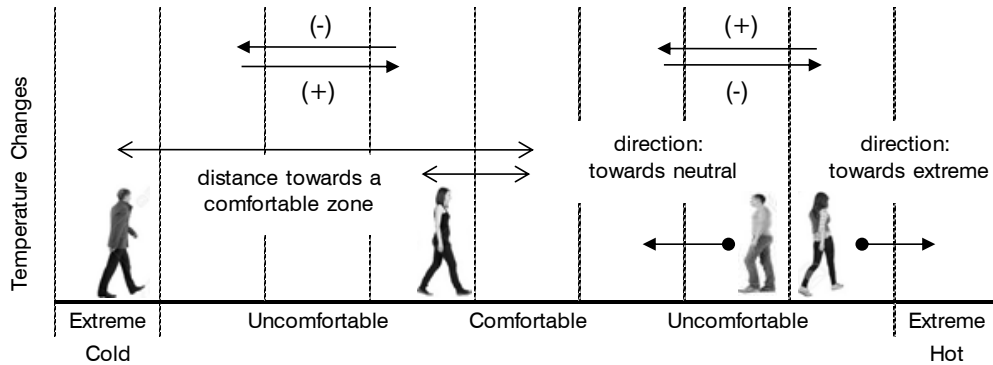 (-)
(+)
(+)
(-)
Temperature Changes
distance towards a
comfortable zone
direction:
towards neutral
direction:
towards extreme
Extreme
Uncomfortable
Comfortable
Uncomfortable
Extreme
Cold
Hot